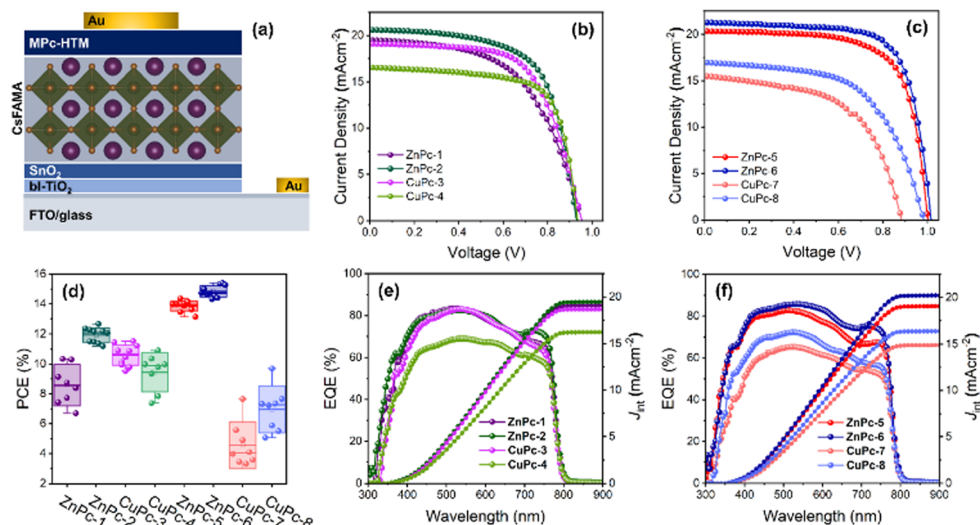 (a)
Au
MPc-HTM
CsFAMA
SnO₂
bl-TiO₂
Au
FTO/glass
(b)
Current Density (mAcm⁻²)
25
20
15
10
5
0
ZnPc-1
ZnPc-2
CuPc-3
CuPc-4
0.0 0.2 0.4 0.6 0.8 1.0
Voltage (V)
(c)
Current Density (mAcm⁻²)
25
20
15
10
5
0
ZnPc-5
ZnPc-6
CuPc-7
CuPc-8
0.0 0.2 0.4 0.6 0.8 1.0
Voltage (V)
(d)
PCE (%)
16
14
12
10
8
6
4
2
ZnPc-1 ZnPc-2 CuPc-3 CuPc-4 ZnPc-5 ZnPc-6 CuPc-7 CuPc-8
(e)
EQE (%)
100
80
60
40
20
0
ZnPc-1
ZnPc-2
CuPc-3
CuPc-4
20
15
10
5
0
J int (mAcm⁻²)
300 400 500 600 700 800 900
Wavelength (nm)
(f)
EQE (%)
100
80
60
40
20
0
ZnPc-5
ZnPc-6
CuPc-7
CuPc-8
20
15
10
5
0
J int (mAcm⁻²)
300 400 500 600 700 800 900
Wavelength (nm)